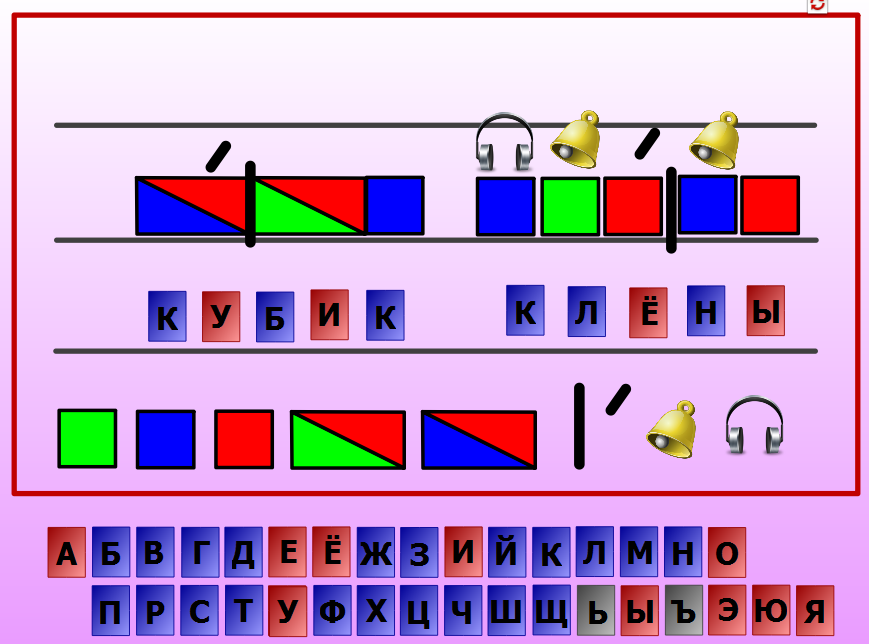 К У Б И К К Л Ё Н Ы
А Б В Г Д Е Ё Ж З И Й К Л М Н О
П Р С Т У Ф Х Ц Ч Ш Щ Ь Ы Ъ Э Ю Я